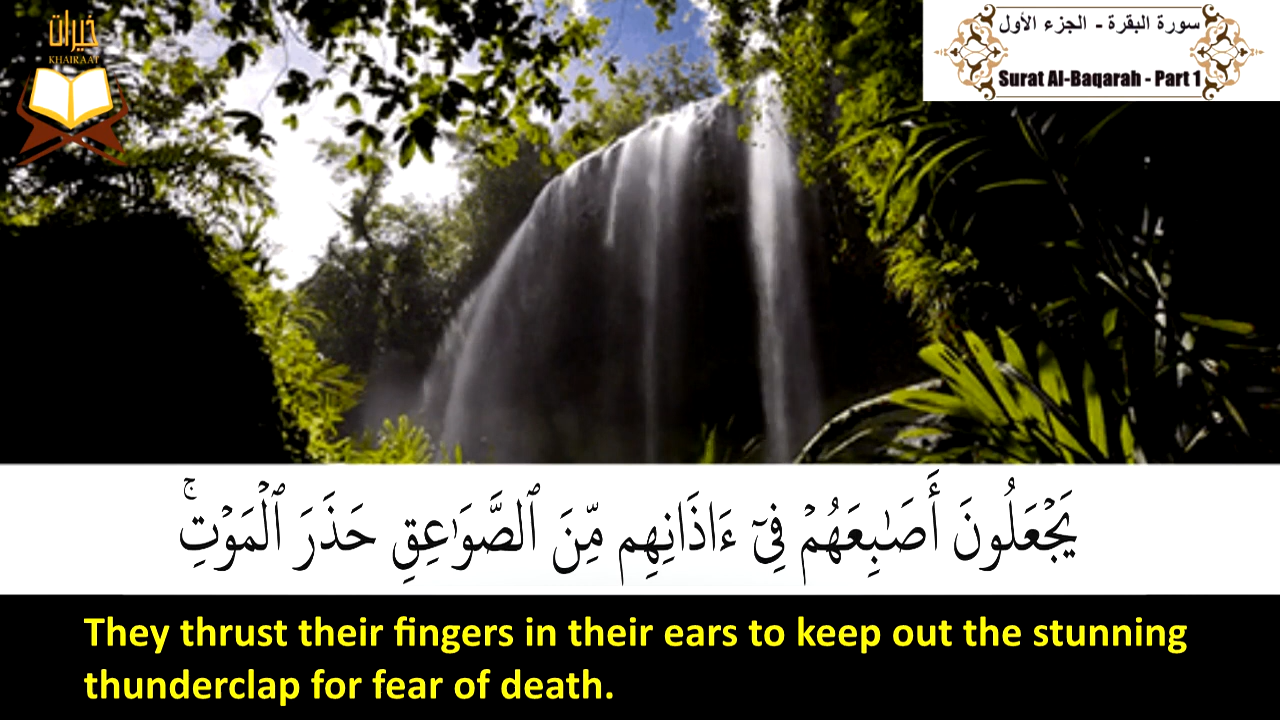 خيرات
KHAIRAAT
سورة البقرة - الجزء الأول
Surat Al-Baqarah - Part 1
يَجْعَلُونَ أَصَـٰبِعَهُمْ فِىٓ ءَاذَانِهِم مِّنَ ٱلصَّوَٰعِقِ حَذَرَ ٱلْمَوْتِ ۚ
They thrust their fingers in their ears to keep out the stunning
thunderclap for fear of death.